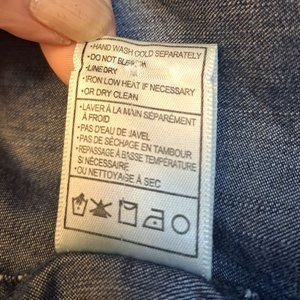 • HAND WASH COLD SEPARATELY
• DO NOT BLEACH
• LINE DRY
• IRON LOW HEAT IF NECESSARY
• OR DRY CLEAN
• LAVER À LA MAIN SÉPARÉMENT
À FROID
• PAS D'EAU DE JAVEL
• PAS DE SÉCHAGE EN TAMBOUR
• REPASSAGE À BASSE TEMPÉRATURE
SI NÉCESSAIRE
• OU NETTOYAGE À SEC